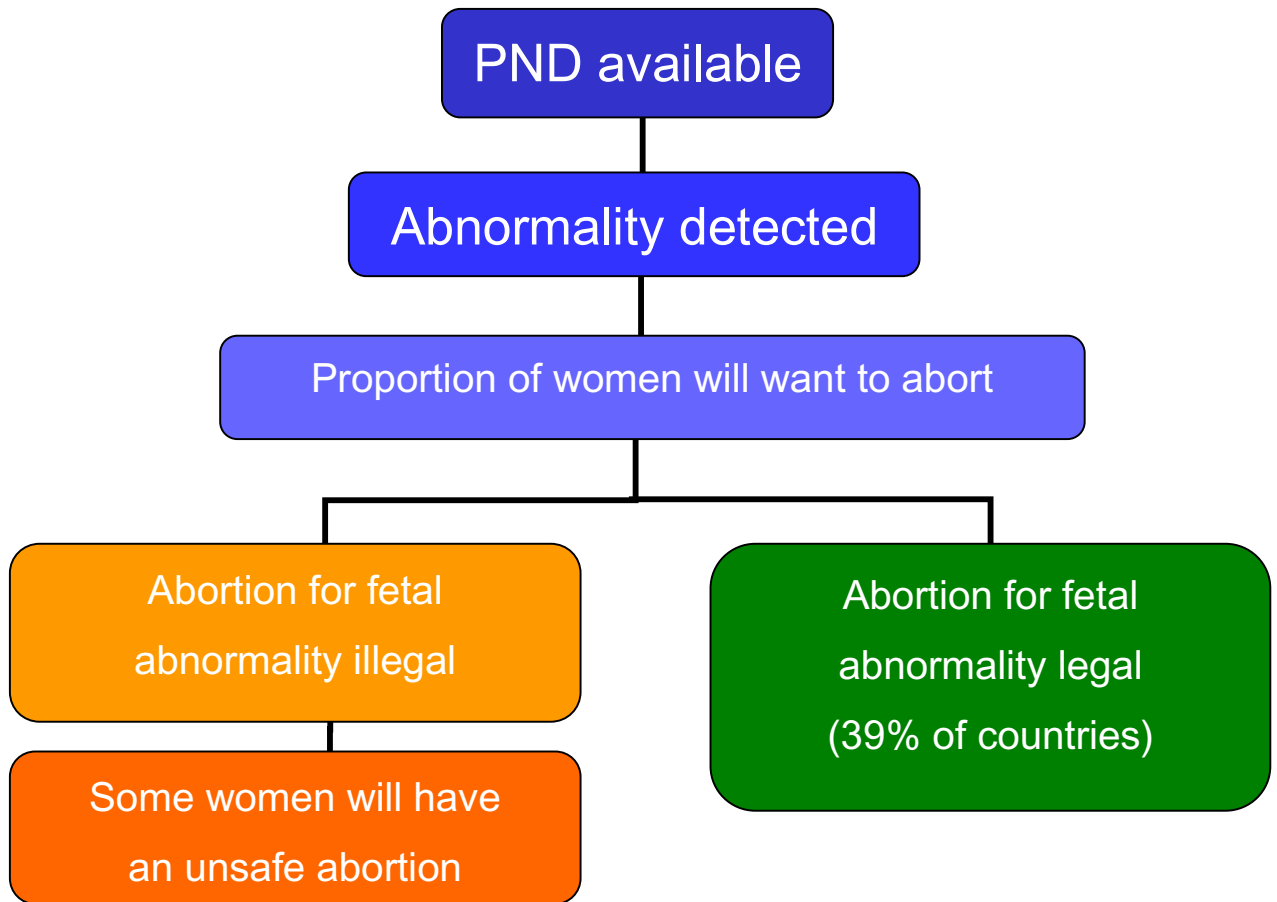 PND available
Abnormality detected
Proportion of women will want to abort
Abortion for fetal
abnormality illegal
Some women will have
an unsafe abortion
Abortion for fetal
abnormality legal
(39% of countries)